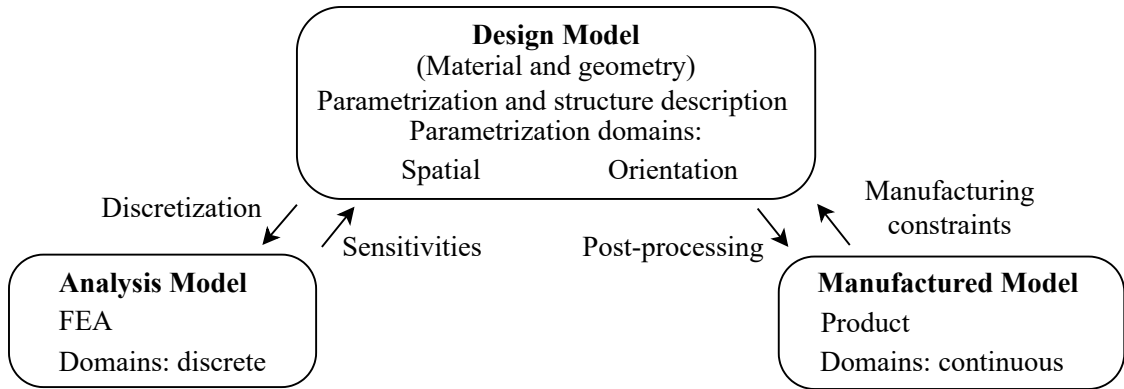 Design Model
(Material and geometry)
Parametrization and structure description
Parametrization domains:
Spatial Orientation
Discretization
Sensitivities
Post-processing
Manufacturing
constraints
Analysis Model
FEA
Domains: discrete
Manufactured Model
Product
Domains: continuous